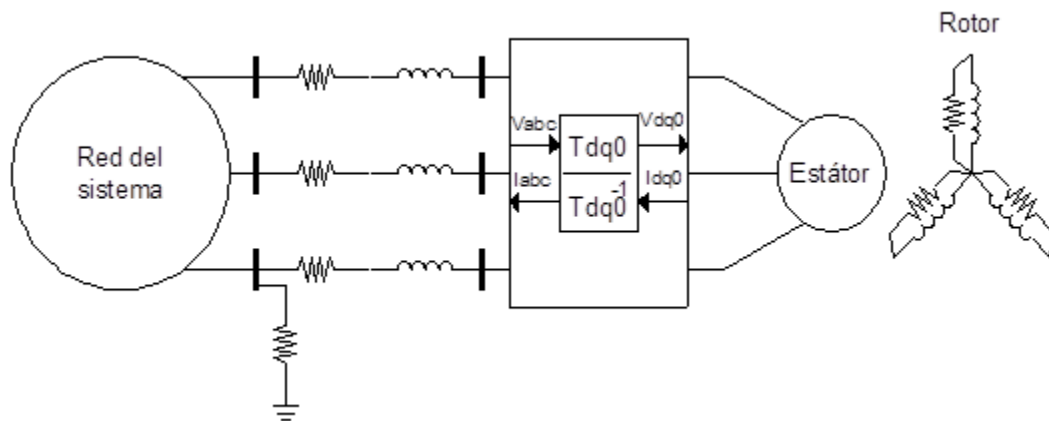 Rotor
Red del
sistema
Vabc
Vdq0
Tdq0
Iabc
Idq0
Tdq0⁻¹
Estátor